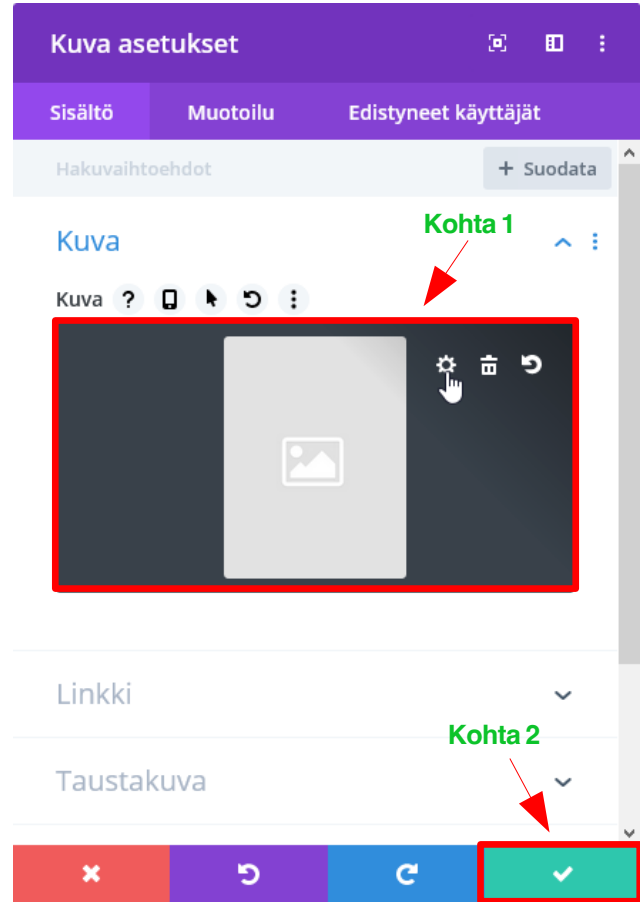 Kuva asetukset
Sisältö Muotoilu Edistyneet käyttäjät
Hakuvaihtoehdot + Suodata
Kohta 1
Kuva
Kuva ?
Linkki
Kohta 2
Taustakuva